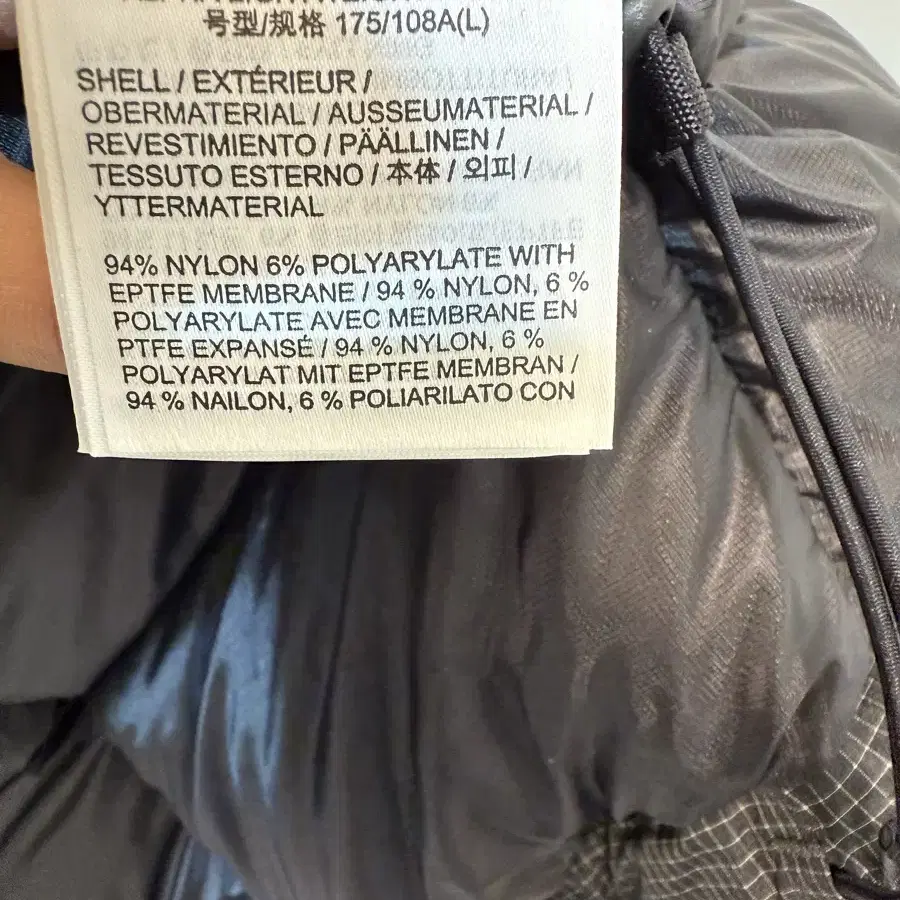 号型/规格 175/108A(L)
SHELL / EXTÉRIEUR /
OBERMATERIAL / AUSSEUMATERIAL /
REVESTIMIENTO / PÄÄLLINEN /
TESSUTO ESTERNO / 本体 / 외피 /
YTTERMATERIAL
94% NYLON 6% POLYARYLATE WITH
EPTFE MEMBRANE / 94 % NYLON, 6 %
POLYARYLATE AVEC MEMBRANE EN
PTFE EXPANSÉ / 94 % NYLON, 6 %
POLYARYLAT MIT EPTFE MEMBRAN /
94 % NAILON, 6 % POLIARILATO CON